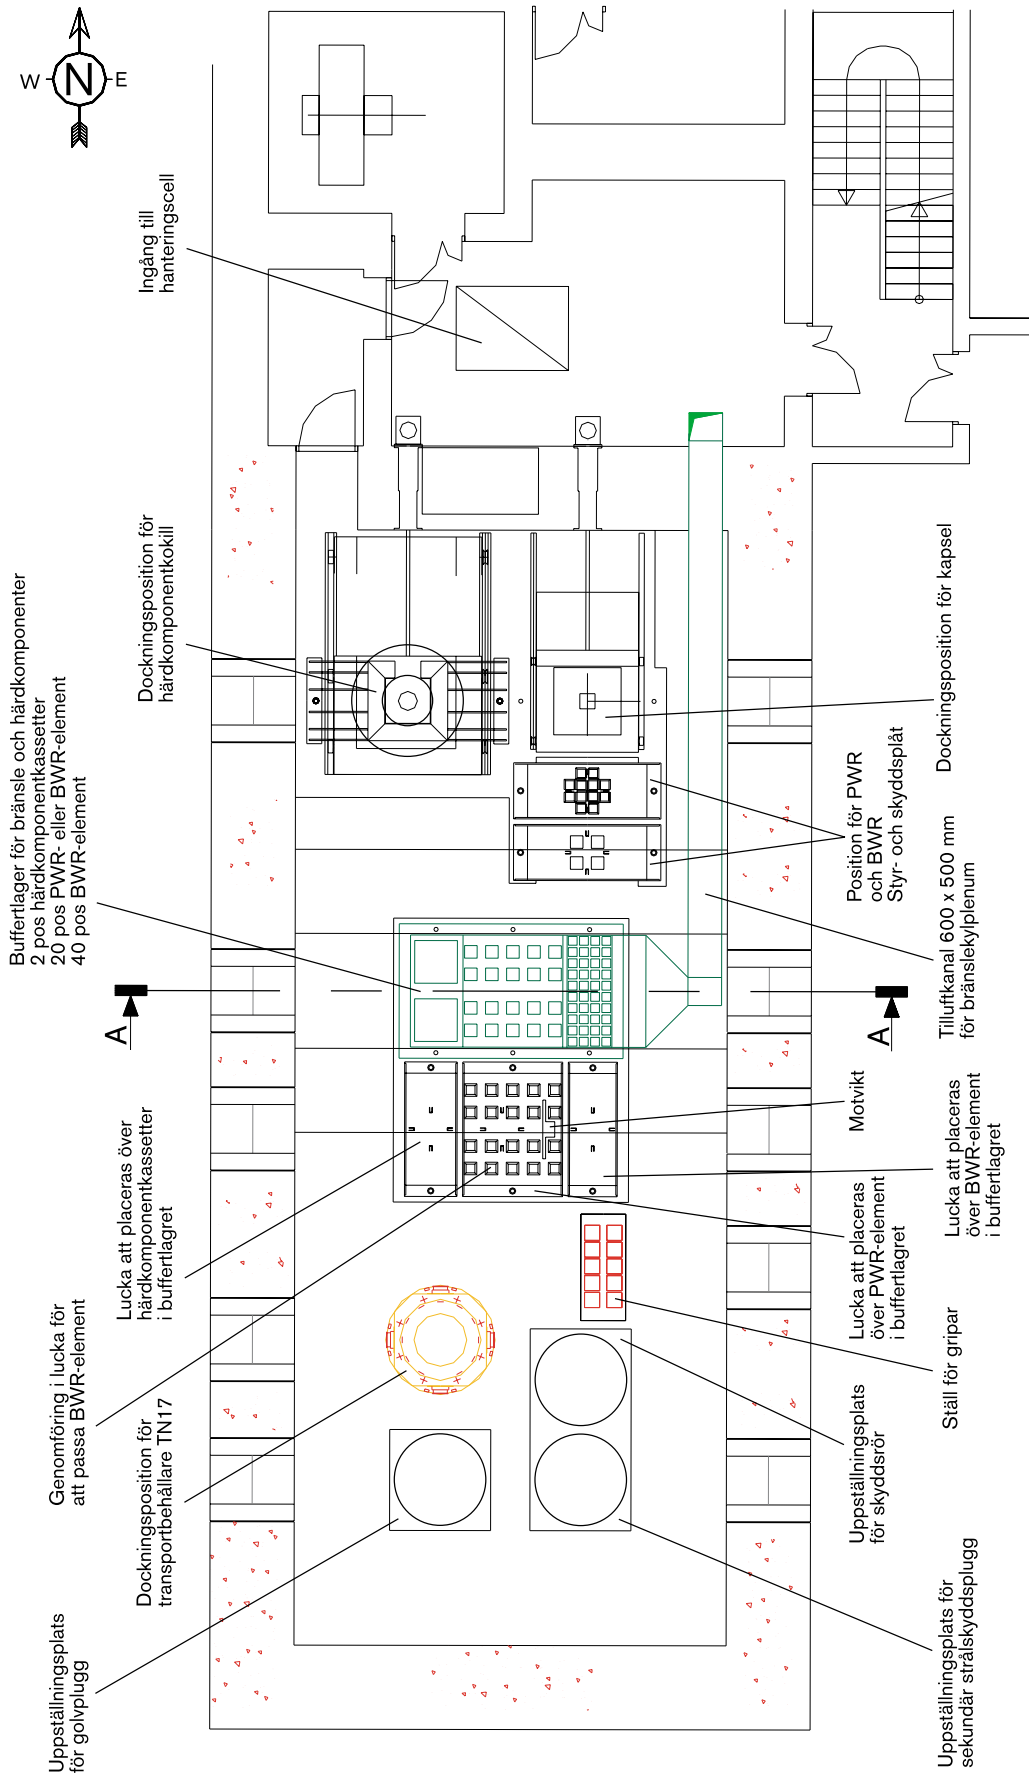 N
W
E
Ingång till
hanteringscell
Dockningsposition för
härdkomponentkokill
Buffertlager för bränsle och härdkomponenter
2 pos härdkomponentkassetter
20 pos PWR- eller BWR-element
40 pos BWR-element
A
Lucka att placeras över
härdkomponentkassetter
i buffertlagret
Genomföring i lucka för
att passa BWR-element
Dockningsposition för
transportbehållare TN17
Uppställningsplats
för golvplugg
Dockningsposition för kapsel
Position för PWR
och BWR
Styr- och skyddsplåt
Tilluftkanal 600 x 500 mm
för bränslekylplenum
A
Motvikt
Lucka att placeras
över BWR-element
i buffertlagret
Lucka att placeras
över PWR-element
i buffertlagret
Ställ för gripar
Uppställningsplats
för skyddsrör
Uppställningsplats för
sekundär strålskyddsplugg